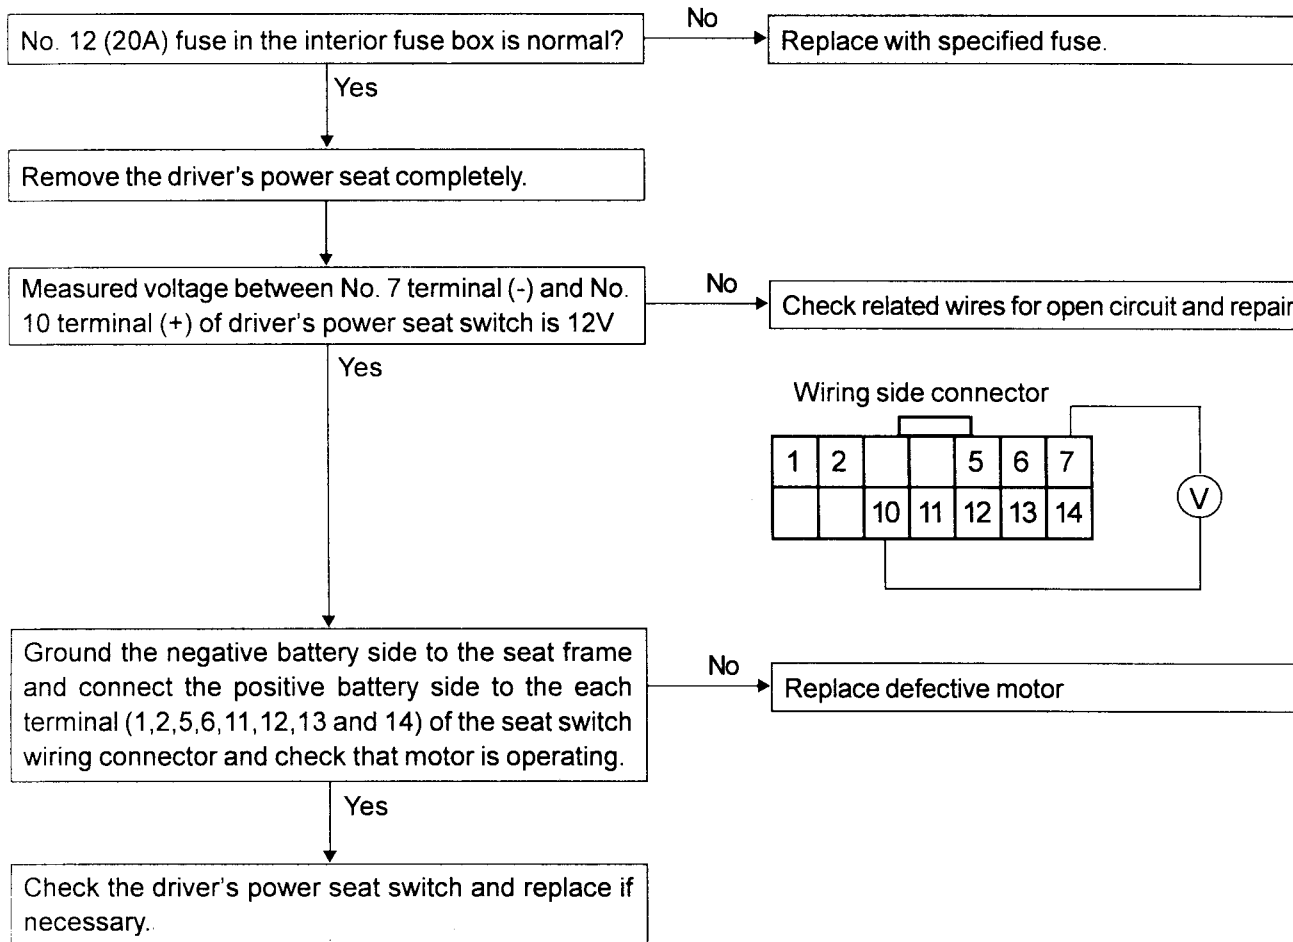 No. 12 (20A) fuse in the interior fuse box is normal?
No
Replace with specified fuse.
Yes
Remove the driver's power seat completely.
Measured voltage between No. 7 terminal (-) and No.
10 terminal (+) of driver's power seat switch is 12V
No
Check related wires for open circuit and repair
Yes
Wiring side connector
1 2 5 6 7
10 11 12 13 14
V
Ground the negative battery side to the seat frame
and connect the positive battery side to the each
terminal (1,2,5,6,11,12,13 and 14) of the seat switch
wiring connector and check that motor is operating.
No
Replace defective motor
Yes
Check the driver's power seat switch and replace if
necessary.